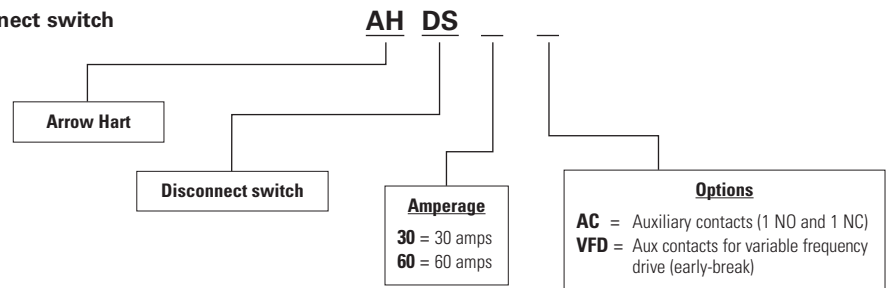 switch
AH DS _ _
Arrow Hart
Disconnect switch
Amperage
30 = 30 amps
60 = 60 amps
Options
AC = Auxiliary contacts (1 NO and 1 NC)
VFD = Aux contacts for variable frequency
drive (early-break)